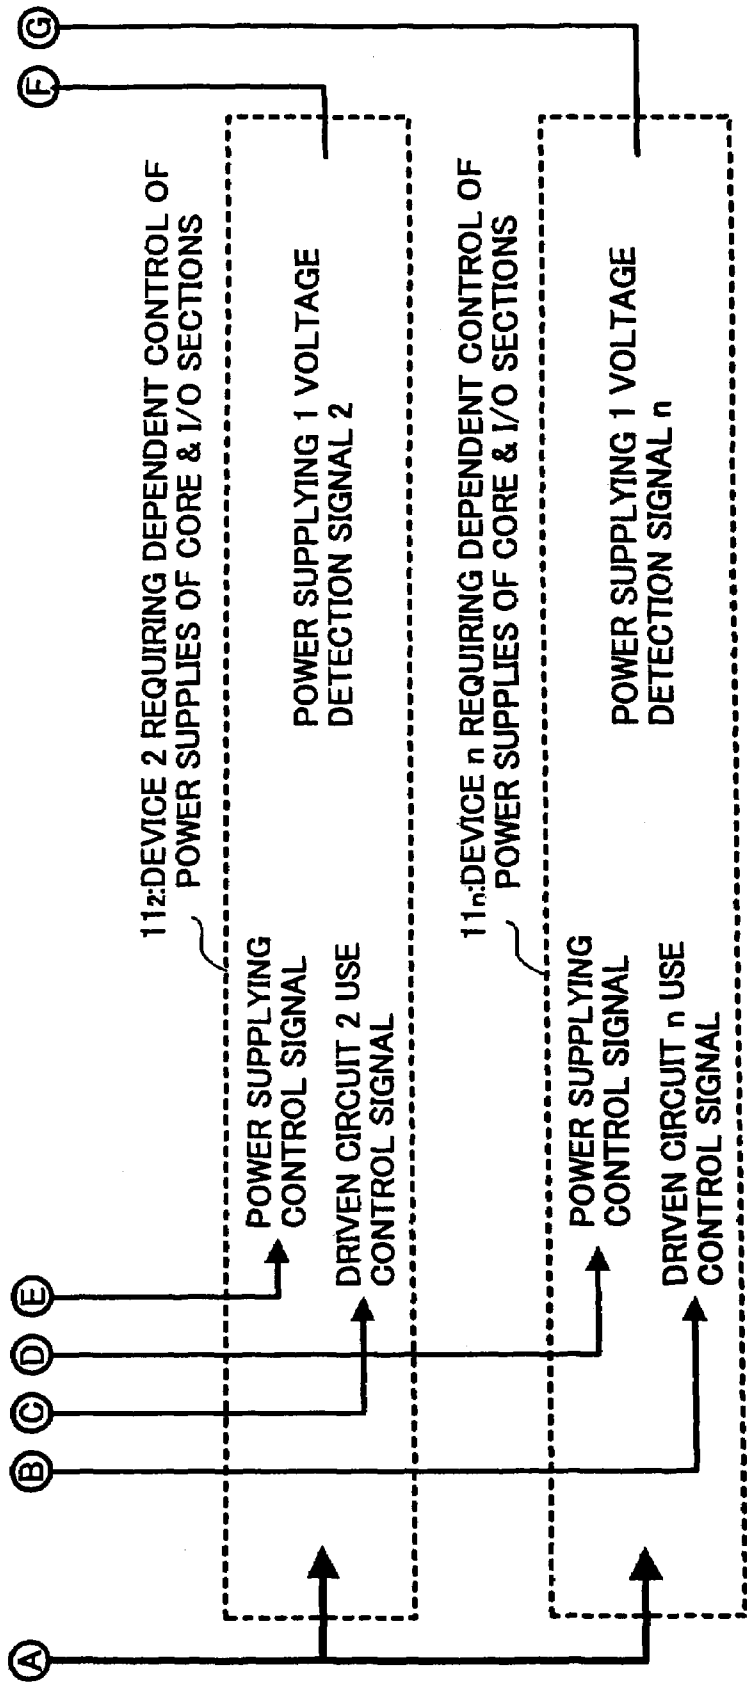 A
B
C
D
E
F
G
11₂:DEVICE 2 REQUIRING DEPENDENT CONTROL OF
POWER SUPPLIES OF CORE & I/O SECTIONS
POWER SUPPLYING
CONTROL SIGNAL
DRIVEN CIRCUIT 2 USE
CONTROL SIGNAL
POWER SUPPLYING 1 VOLTAGE
DETECTION SIGNAL 2
11ₙ:DEVICE n REQUIRING DEPENDENT CONTROL OF
POWER SUPPLIES OF CORE & I/O SECTIONS
POWER SUPPLYING
CONTROL SIGNAL
DRIVEN CIRCUIT n USE
CONTROL SIGNAL
POWER SUPPLYING 1 VOLTAGE
DETECTION SIGNAL n